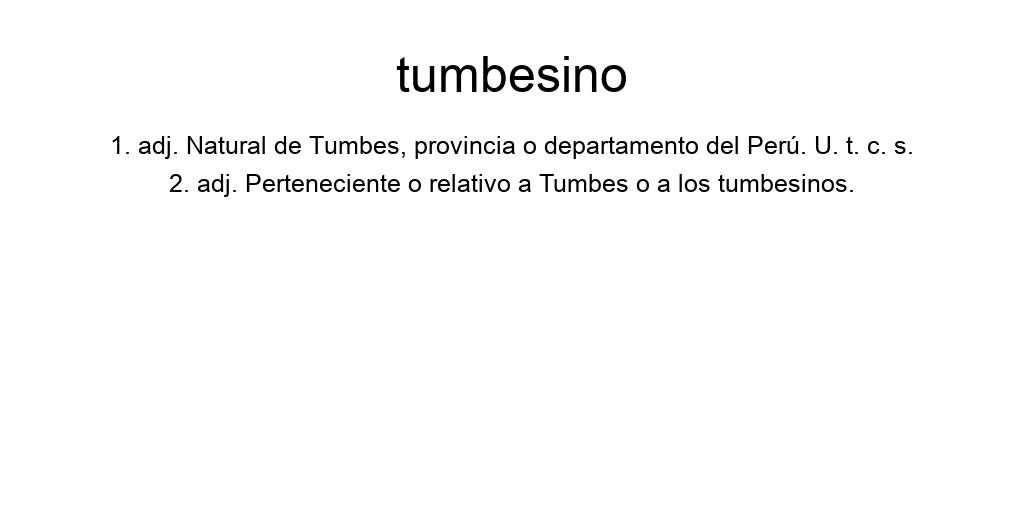 tumbesino
1. adj. Natural de Tumbes, provincia o departamento del Perú. U. t. c. s.
2. adj. Perteneciente o relativo a Tumbes o a los tumbesinos.